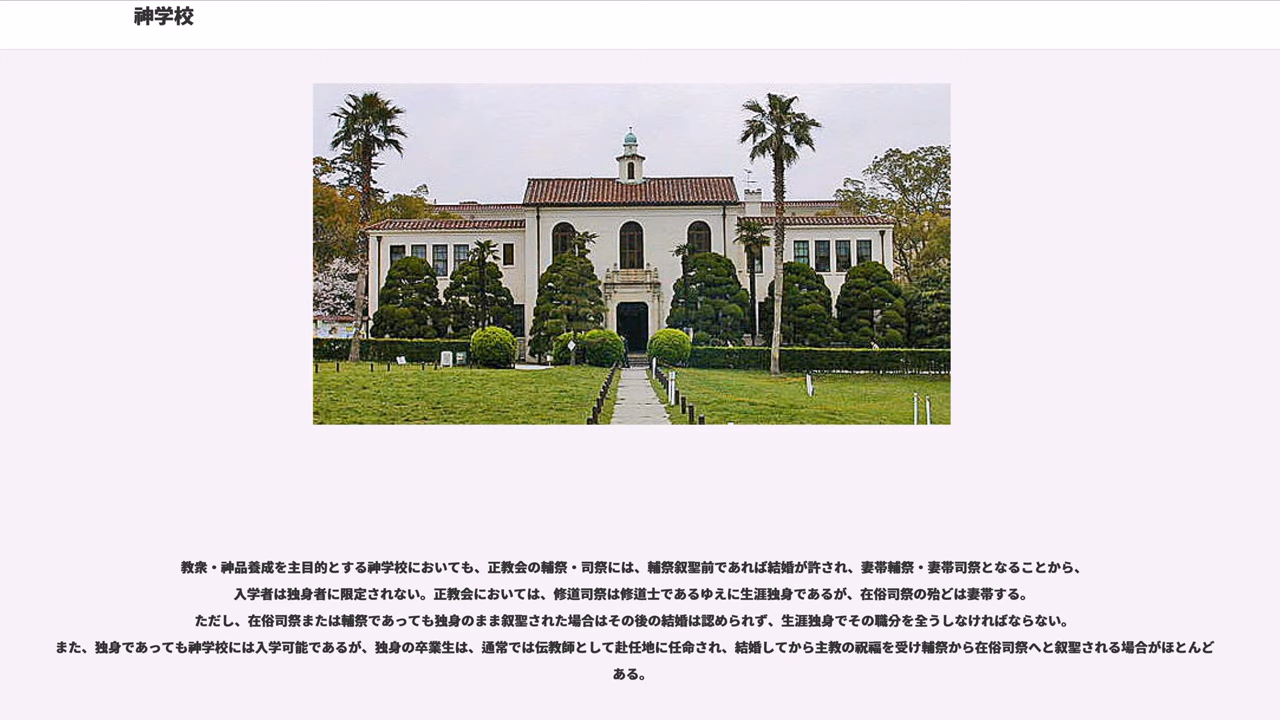 神学校
教衆・神品養成を主目的とする神学校においても、正教会の輔祭・司祭には、輔祭叙聖前であれば結婚が許され、妻帯輔祭・妻帯司祭となることから、
入学者は独身者に限定されない。正教会においては、修道司祭は修道士であるゆえに生涯独身であるが、在俗司祭の殆どは妻帯する。
ただし、在俗司祭または輔祭であっても独身のまま叙聖された場合はその後の結婚は認められず、生涯独身でその職分を全うしなければならない。
また、独身であっても神学校には入学可能であるが、独身の卒業生は、通常では伝教師として赴任地に任命され、結婚してから主教の祝福を受け輔祭から在俗司祭へと叙聖される場合がほとんど
ある。